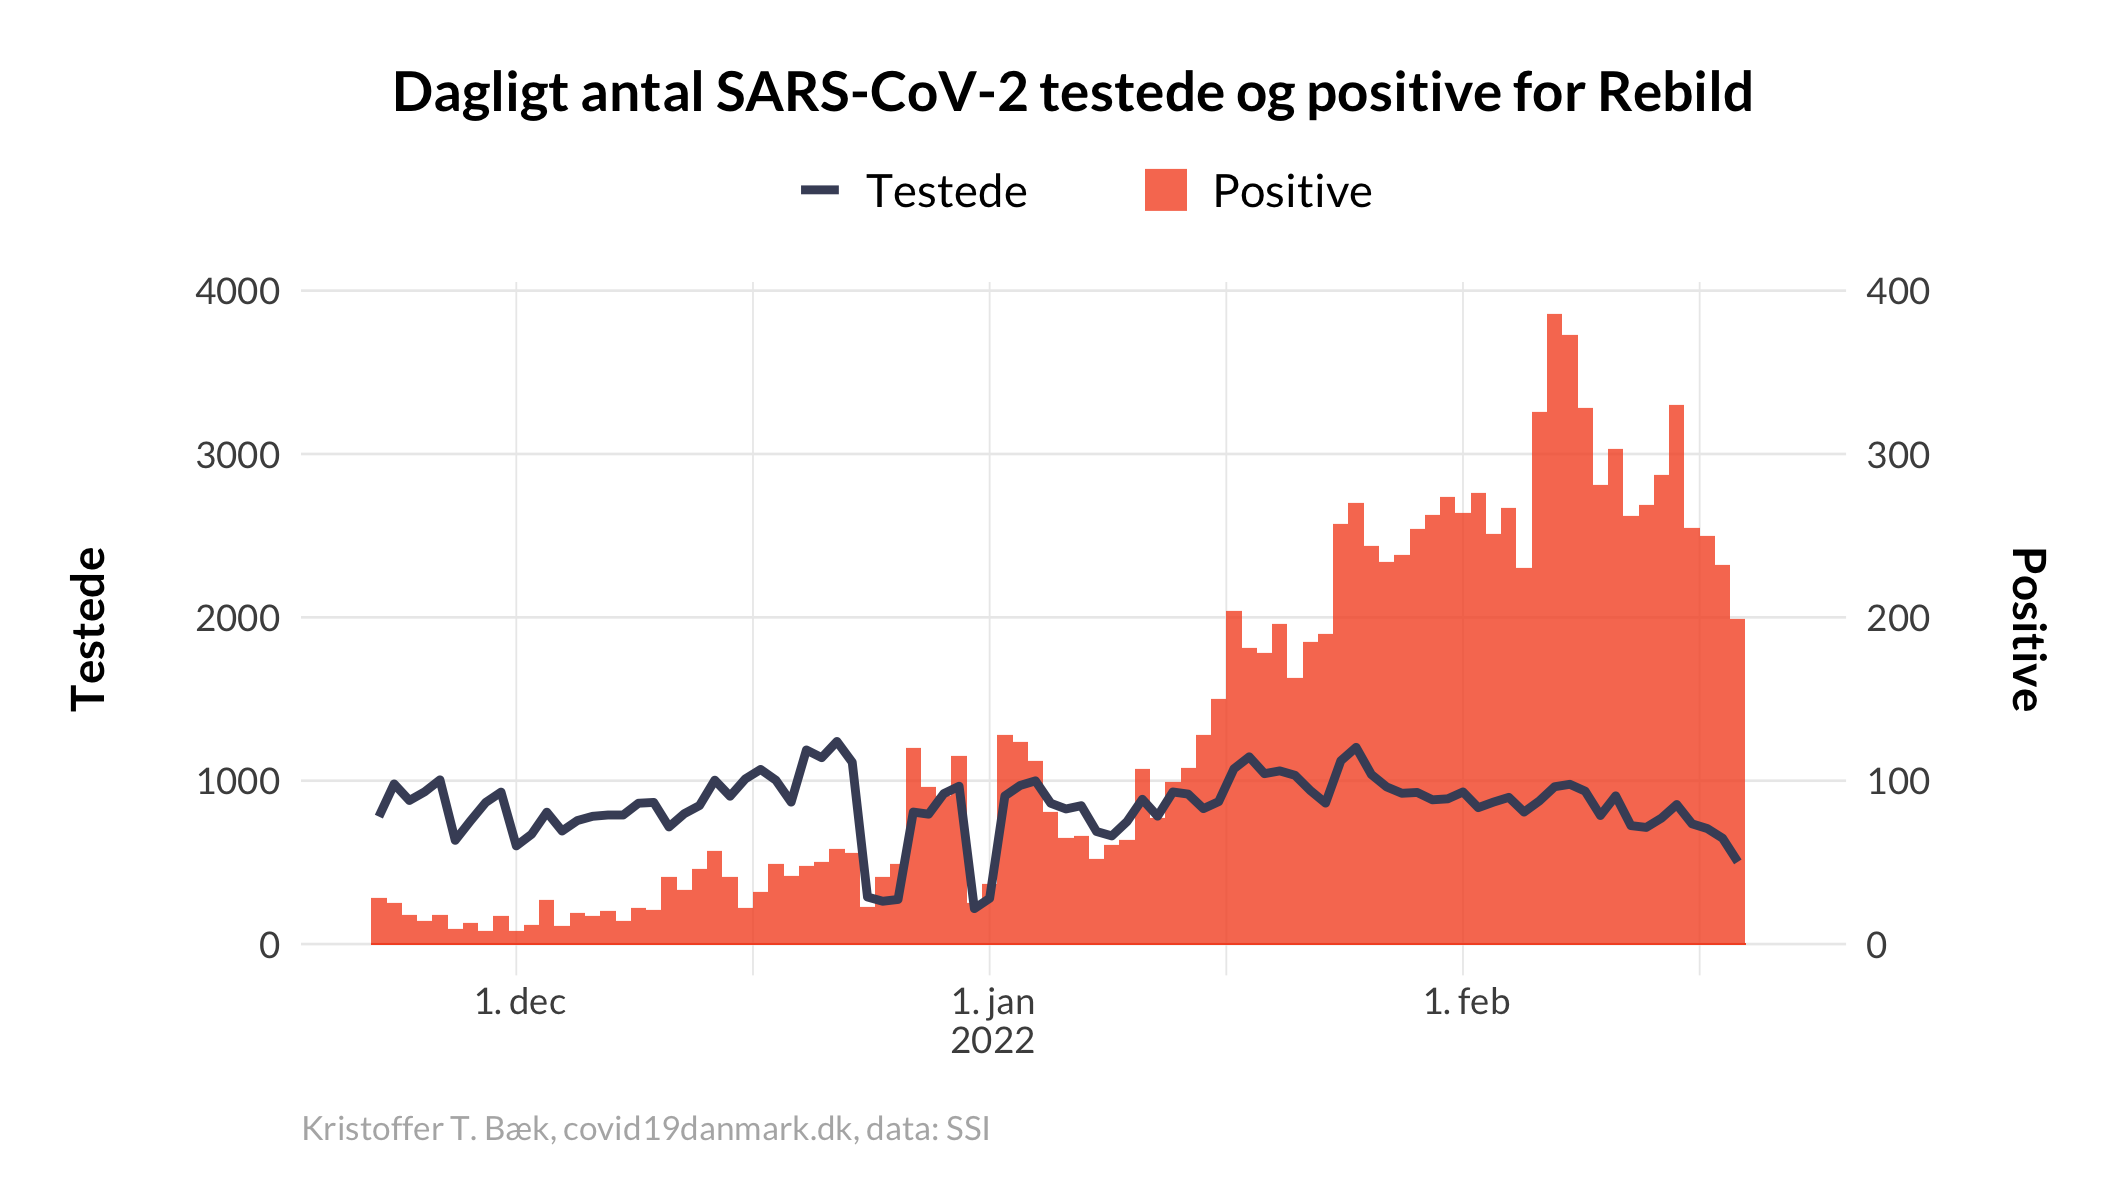 Dagligt antal SARS-CoV-2 testede og positive for Rebild
Testede Positive
4000 400
3000 300
2000 200
1000 100
0 0
Testede
Positive
1. dec 1. jan 1. feb
2022
Kristoffer T. Bæk, covid19danmark.dk, data: SSI